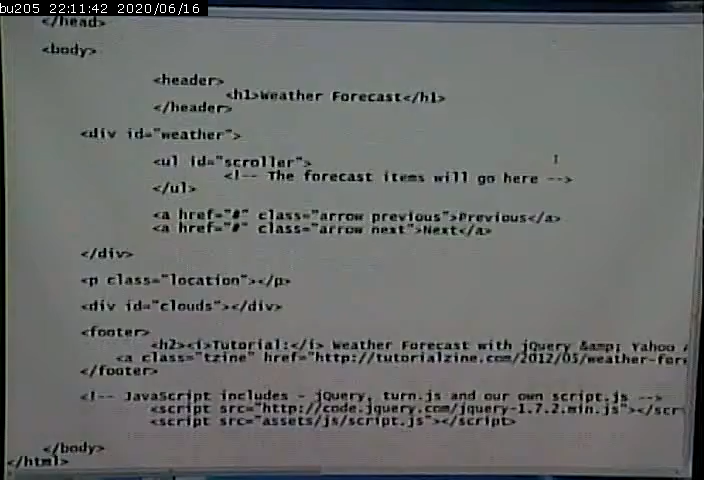 bu205 22:11:42 2020/06/16
</head>
<body>
<header>
<h1>Weather Forecast</h1>
</header>
<div id="weather">
<ul id="scroller">
<!-- The forecast items will go here -->
</ul>
<a href="#" class="arrow previous">Previous</a>
<a href="#" class="arrow next">Next</a>
</div>
<p class="location"></p>
<div id="clouds"></div>
<footer>
<h2><i>Tutorial:</i> Weather Forecast with jQuery &amp; Yahoo
<a class="tzine" href="http://tutorialzine.com/2012/05/weather-fore
</footer>
<!-- JavaScript includes - jQuery, turn.js and our own script.js -->
<script src="http://code.jquery.com/jquery-1.7.2.min.js"></scr
<script src="assets/js/script.js"></script>
</body>
</html>